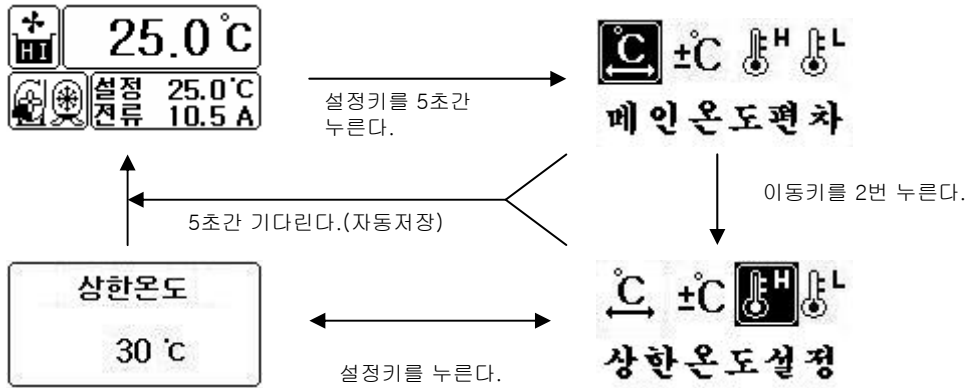 HI
25.0℃
설정 25.0℃
전류 10.5 A
설정키를 5초간
누른다.
℃ ±℃ H L
메인온도편차
이동키를 2번 누른다.
5초간 기다린다.(자동저장)
상한온도
30 ℃
설정키를 누른다.
℃ ±℃ H L
상한온도설정